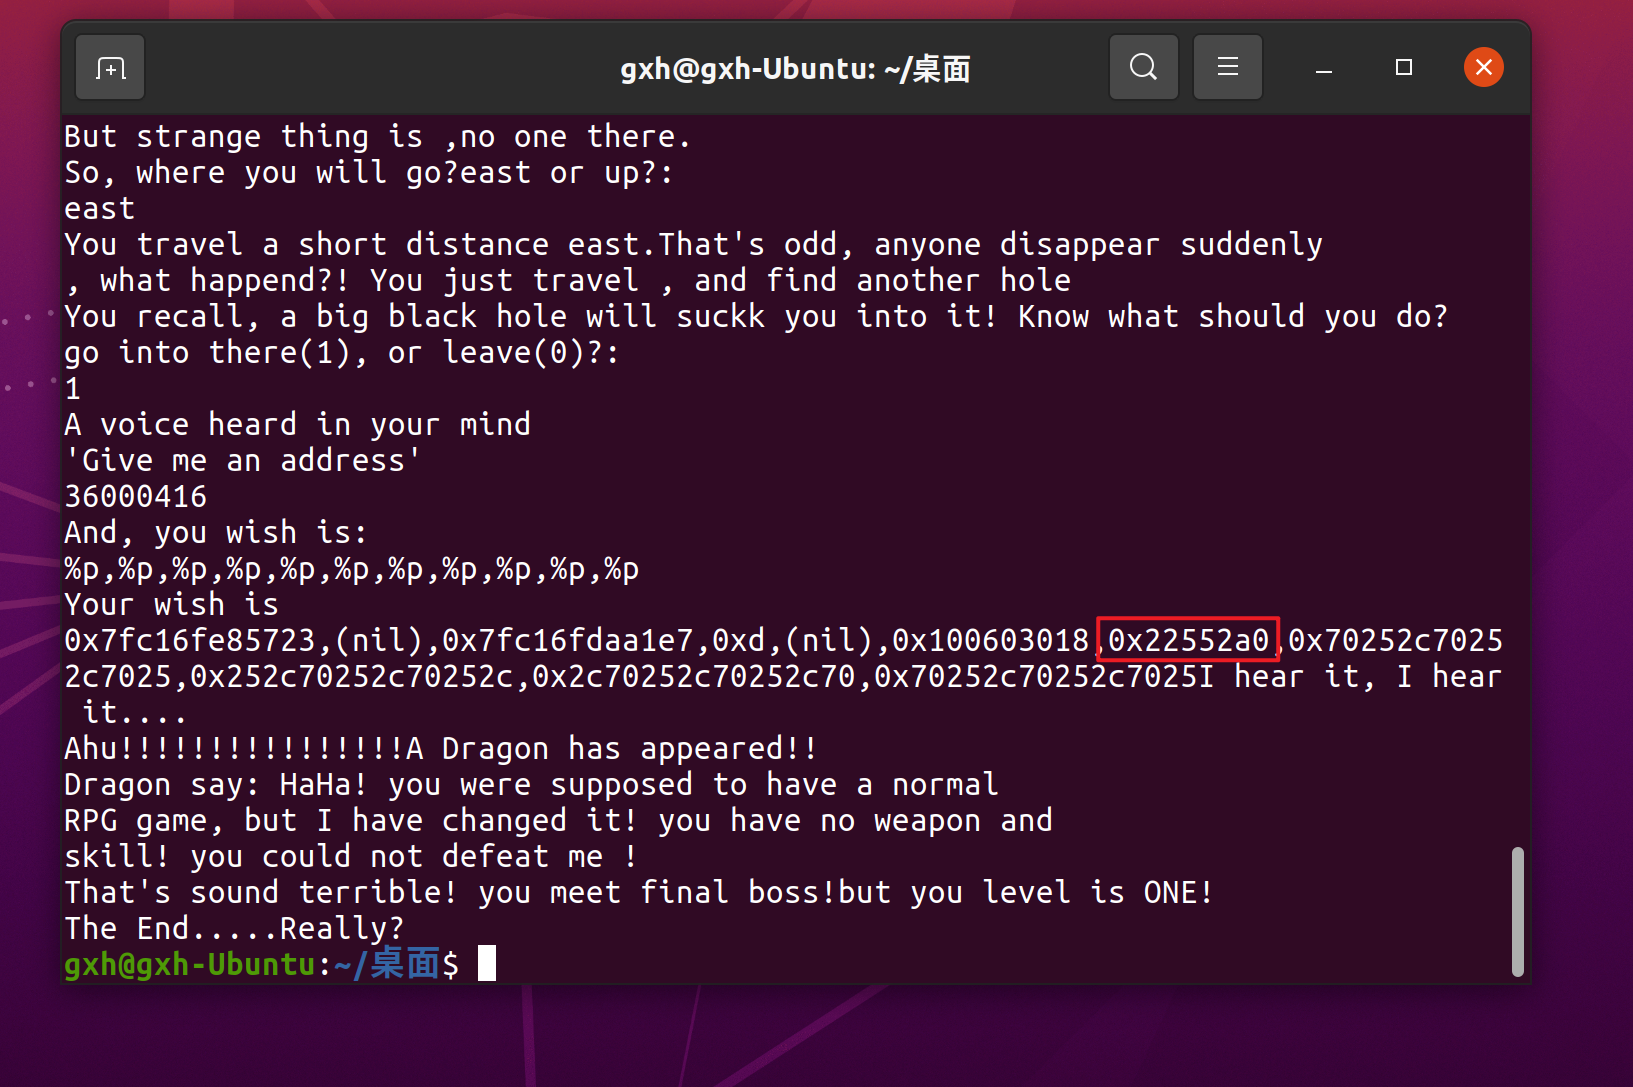 gxh@gxh-Ubuntu: ~/桌面
But strange thing is ,no one there.
So, where you will go?east or up?:
east
You travel a short distance east.That's odd, anyone disappear suddenly
, what happend?! You just travel , and find another hole
You recall, a big black hole will suckk you into it! Know what should you do?
go into there(1), or leave(0)?:
1
A voice heard in your mind
'Give me an address'
36000416
And, you wish is:
%p,%p,%p,%p,%p,%p,%p,%p,%p,%p,%p
Your wish is
0x7fc16fe85723,(nil),0x7fc16fdaa1e7,0xd,(nil),0x100603018,0x22552a0,0x70252c7025
2c7025,0x252c70252c70252c,0x2c70252c70252c70,0x70252c70252c7025I hear it, I hear
 it....
Ahu!!!!!!!!!!!!!!!!A Dragon has appeared!!
Dragon say: HaHa! you were supposed to have a normal
RPG game, but I have changed it! you have no weapon and
skill! you could not defeat me !
That's sound terrible! you meet final boss!but you level is ONE!
The End.....Really?
gxh@gxh-Ubuntu:~/桌面$